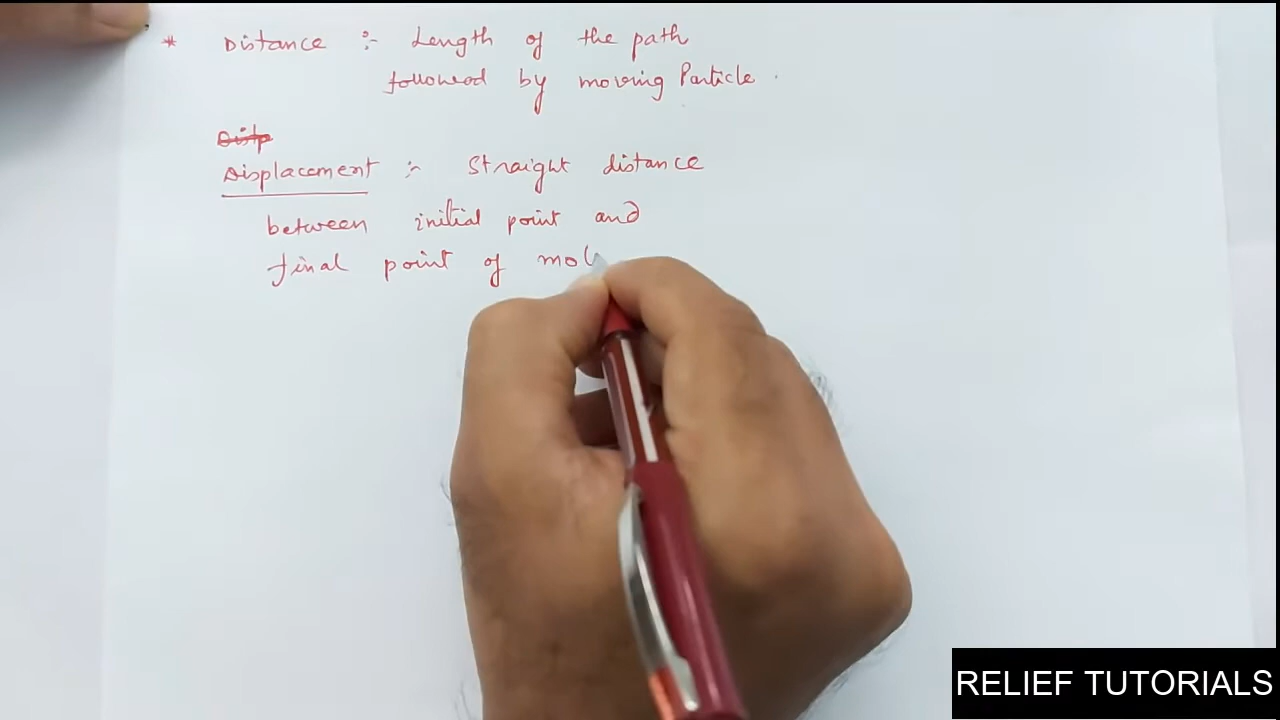 * Distance :- Length of the path
followed by moving Particle .
Displacement :- Straight distance
between initial point and
final point of
RELIEF TUTORIALS